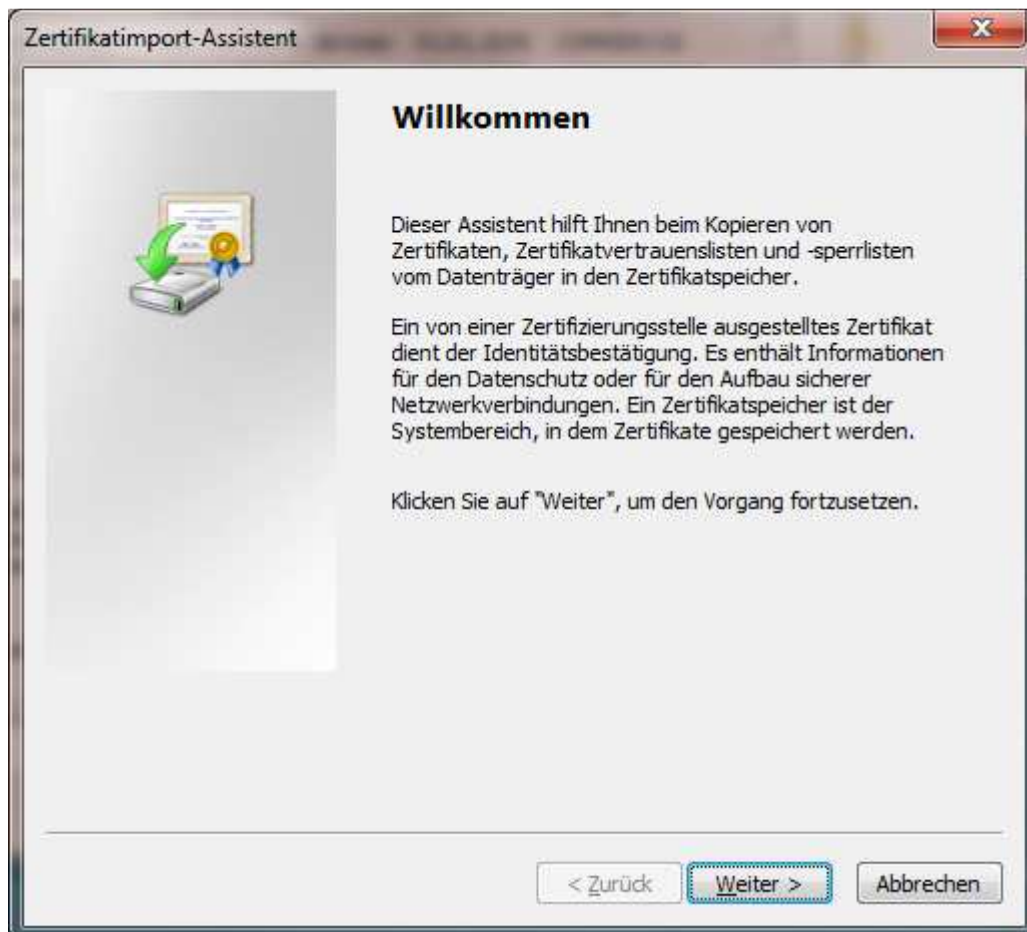 Zertifikatimport-Assistent
Willkommen
Dieser Assistent hilft Ihnen beim Kopieren von
Zertifikaten, Zertifikatvertrauenslisten und -sperrlisten
vom Datenträger in den Zertifikatspeicher.
Ein von einer Zertifizierungsstelle ausgestelltes Zertifikat
dient der Identitätsbestätigung. Es enthält Informationen
für den Datenschutz oder für den Aufbau sicherer
Netzwerkverbindungen. Ein Zertifikatspeicher ist der
Systembereich, in dem Zertifikate gespeichert werden.
Klicken Sie auf "Weiter", um den Vorgang fortzusetzen.
< Zurück
Weiter >
Abbrechen